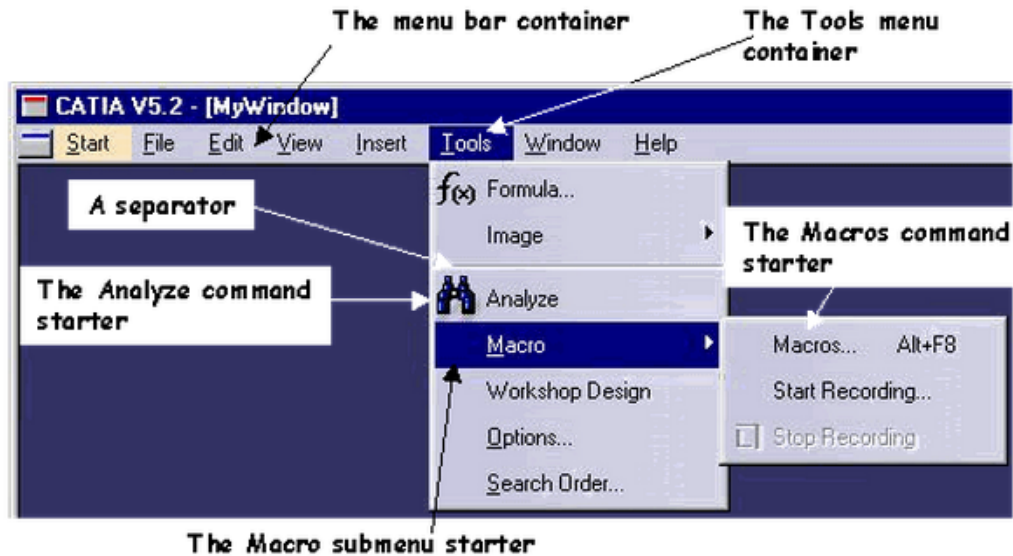 The menu bar container
The Tools menu
container
CATIA V5.2 - [MyWindow]
Start File Edit View Insert Tools Window Help
f(x) Formula...
A separator
Image
The Macros command
starter
The Analyze command
starter
Analyze
Macro
Macros... Alt+F8
Workshop Design
Start Recording...
Options...
Stop Recording
Search Order...
The Macro submenu starter